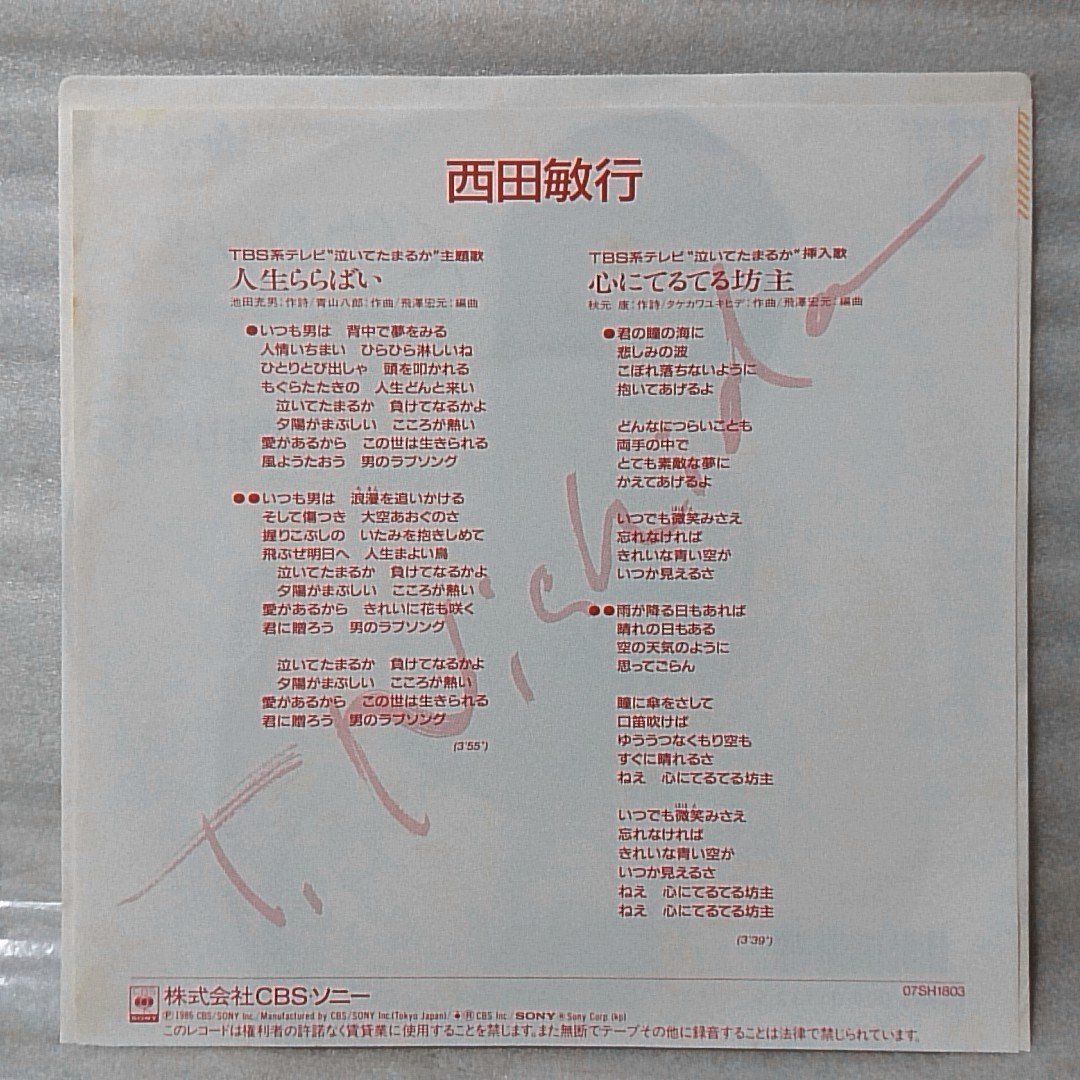 西田敏行
TBS系テレビ“泣いてたまるか”主題歌
人生ららばい
池田充男:作詩/青山八郎:作曲/飛澤宏元:編曲
●いつも男は　背中で夢をみる
人情いちまい　ひらひら淋しいね
ひとりとび出しゃ　頭を叩かれる
もぐらたたきの　人生どんと来い
泣いてたまるか　負けてなるかよ
夕陽がまぶしい　こころが熱い
愛があるから　この世は生きられる
風ようたおう　男のラブソング
●●いつも男は　浪漫を追いかける
そして傷つき　大空あおぐのさ
握りこぶしの　いたみを抱きしめて
飛ぶぜ明日へ　人生まよい鳥
泣いてたまるか　負けてなるかよ
夕陽がまぶしい　こころが熱い
愛があるから　きれいに花も咲く
君に贈ろう　男のラブソング
泣いてたまるか　負けてなるかよ
夕陽がまぶしい　こころが熱い
愛があるから　この世は生きられる
君に贈ろう　男のラブソング
(3'55")
TBS系テレビ“泣いてたまるか”挿入歌
心にてるてる坊主
秋元 康:作詩/タケカワユキヒデ:作曲/飛澤宏元:編曲
●君の瞳の海に
悲しみの波
こぼれ落ちないように
抱いてあげるよ
どんなにつらいことも
両手の中で
とても素敵な夢に
かえてあげるよ
いつでも微笑みさえ
忘れなければ
きれいな青い空が
いつか見えるさ
●●雨が降る日もあれば
晴れの日もある
空の天気のように
思ってごらん
瞳に傘をさして
口笛吹けば
ゆううつなくもり空も
すぐに晴れるさ
ねえ　心にてるてる坊主
いつでも微笑みさえ
忘れなければ
きれいな青い空が
いつか見えるさ
ねえ　心にてるてる坊主
ねえ　心にてるてる坊主
(3'39")
T. Nishida
CBS SONY
株式会社CBS・ソニー
07SH1803
Ⓟ1986 CBS/SONY Inc./Manufactured by CBS/SONY Inc.(Tokyo Japan)/ ® CBS Inc./ SONY ® Sony Corp.(kp)
このレコードは権利者の許諾なく賃貸業に使用することを禁じます。また無断でテープその他に録音することは法律で禁じられています。